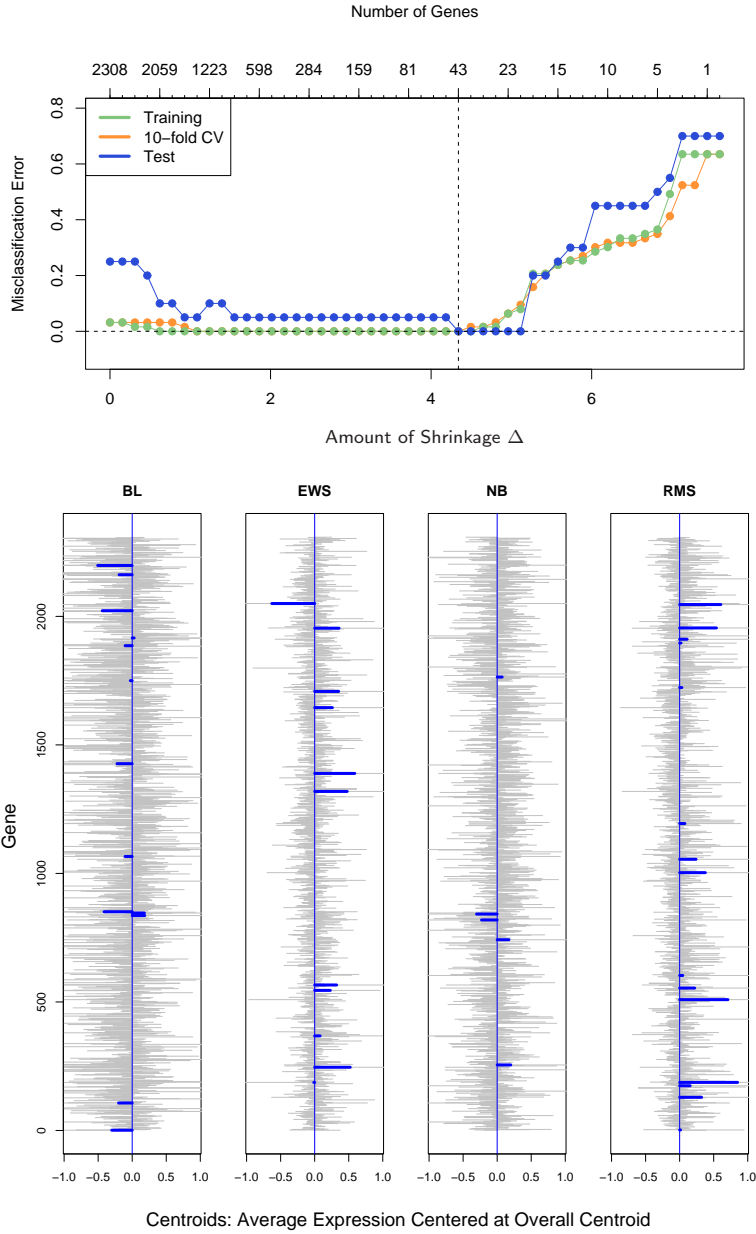 Number of Genes
2308 2059 1223 598 284 159 81 43 23 15 10 5 1
Misclassification Error
0.8
0.6
0.4
0.2
0.0
Training
10−fold CV
Test
0 2 4 6
Amount of Shrinkage Δ
BL EWS NB RMS
Gene
2000
1500
1000
500
0
−1.0 −0.5 0.0 0.5 1.0 −1.0 −0.5 0.0 0.5 1.0 −1.0 −0.5 0.0 0.5 1.0 −1.0 −0.5 0.0 0.5 1.0
Centroids: Average Expression Centered at Overall Centroid